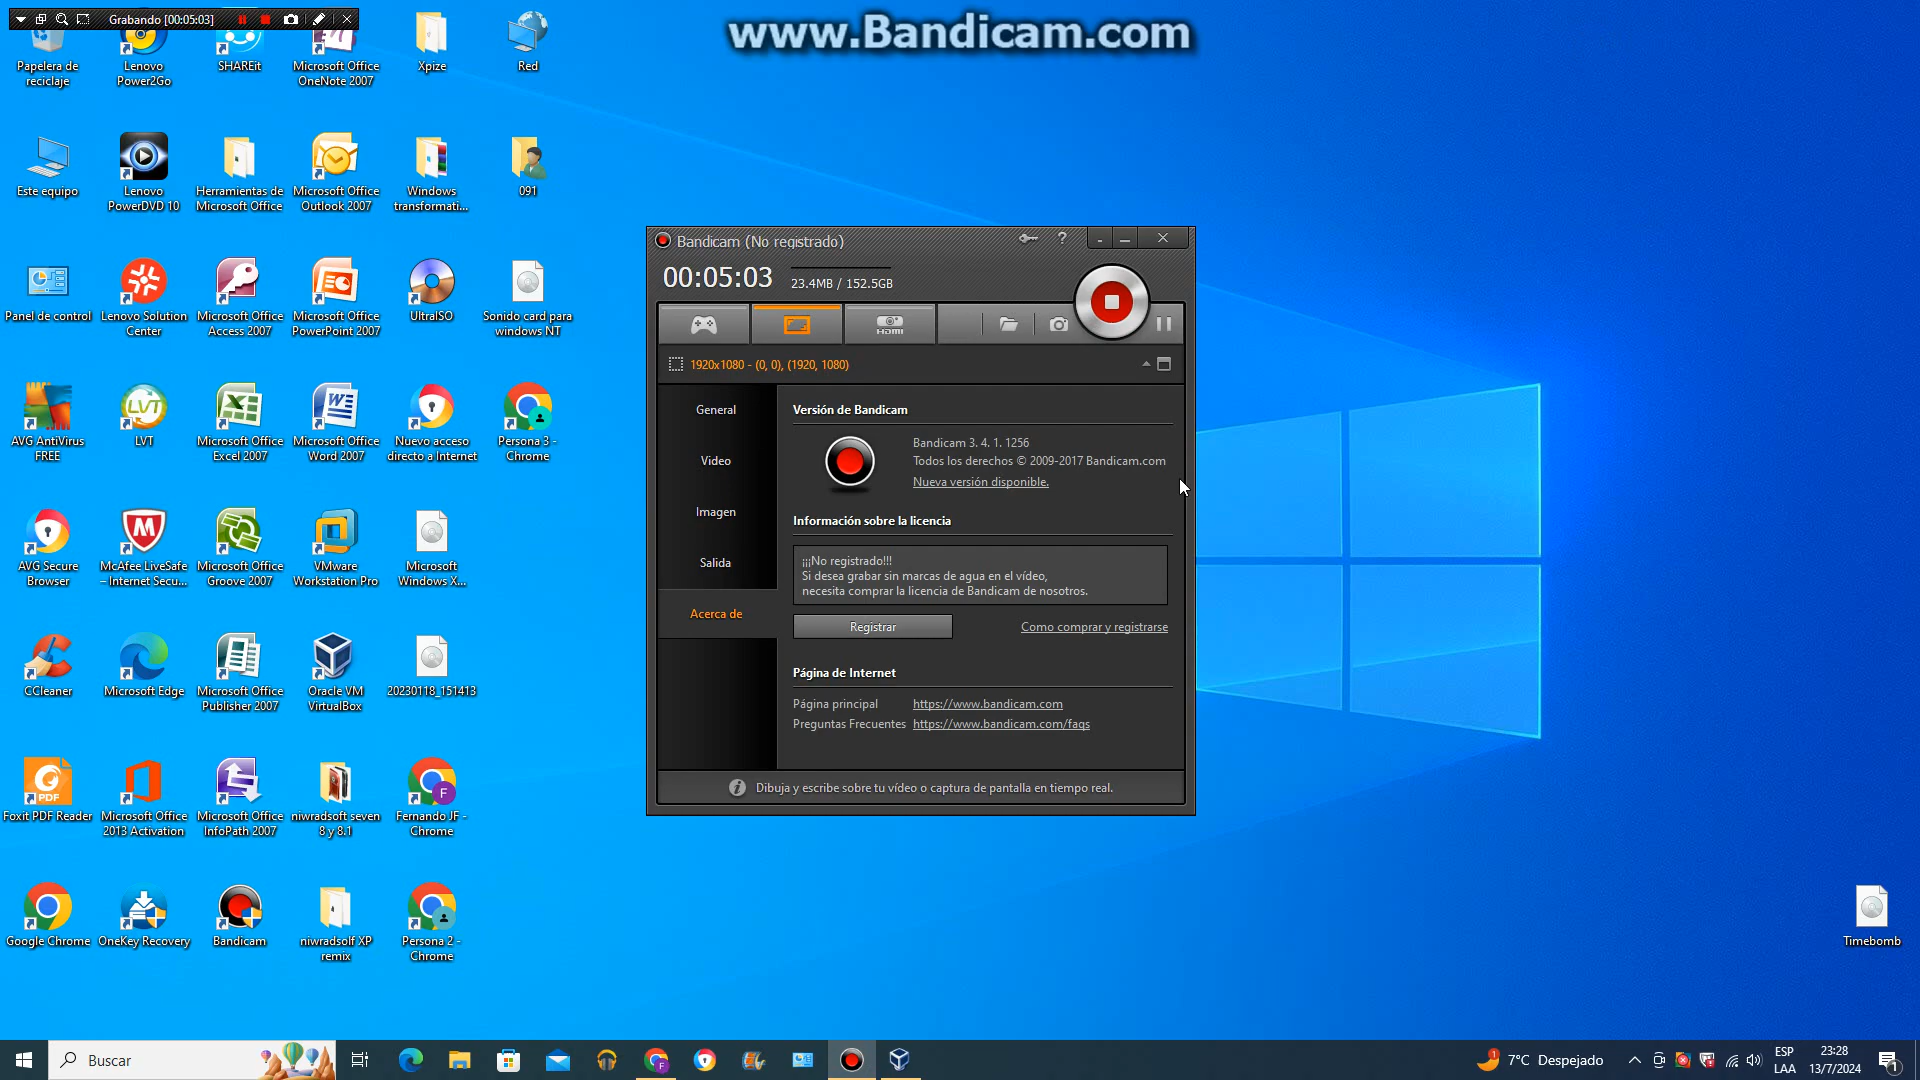 Grabando [00:05:03]
www.Bandicam.com
Papelera de
reciclaje
Lenovo
Power2Go
SHAREit
Microsoft Office
OneNote 2007
Xpize
Red
Este equipo
Lenovo
PowerDVD 10
Herramientas de
Microsoft Office
Microsoft Office
Outlook 2007
Windows
transformati...
091
Panel de control
Lenovo Solution
Center
Microsoft Office
Access 2007
Microsoft Office
PowerPoint 2007
UltraISO
Sonido card para
windows NT
AVG AntiVirus
FREE
LVT
LVT
Microsoft Office
Excel 2007
Microsoft Office
Word 2007
Nuevo acceso
directo a Internet
Persona 3 -
Chrome
AVG Secure
Browser
McAfee LiveSafe
– Internet Secu...
Microsoft Office
Groove 2007
VMware
Workstation Pro
Microsoft
Windows X...
CCleaner
Microsoft Edge
Microsoft Office
Publisher 2007
Oracle VM
VirtualBox
20230118_151413
PDF
Foxit PDF Reader
Microsoft Office
2013 Activation
Microsoft Office
InfoPath 2007
niwradsoft seven
8 y 8.1
F
Fernando JF -
Chrome
Google Chrome
OneKey Recovery
Bandicam
niwradsolf XP
remix
Persona 2 -
Chrome
Bandicam (No registrado)
?
00:05:03
23.4MB / 152.5GB
HDMI
1920x1080 - (0, 0), (1920, 1080)
General
Video
Imagen
Salida
Acerca de
Versión de Bandicam
Bandicam 3. 4. 1. 1256
Todos los derechos © 2009-2017 Bandicam.com
Nueva versión disponible.
Información sobre la licencia
¡¡¡No registrado!!!
Si desea grabar sin marcas de agua en el vídeo,
necesita comprar la licencia de Bandicam de nosotros.
Registrar
Como comprar y registrarse
Página de Internet
Página principal
https://www.bandicam.com
Preguntas Frecuentes
https://www.bandicam.com/faqs
Dibuja y escribe sobre tu vídeo o captura de pantalla en tiempo real.
Timebomb
Buscar
F
1
7°C Despejado
ESP
LAA
23:28
13/7/2024
1